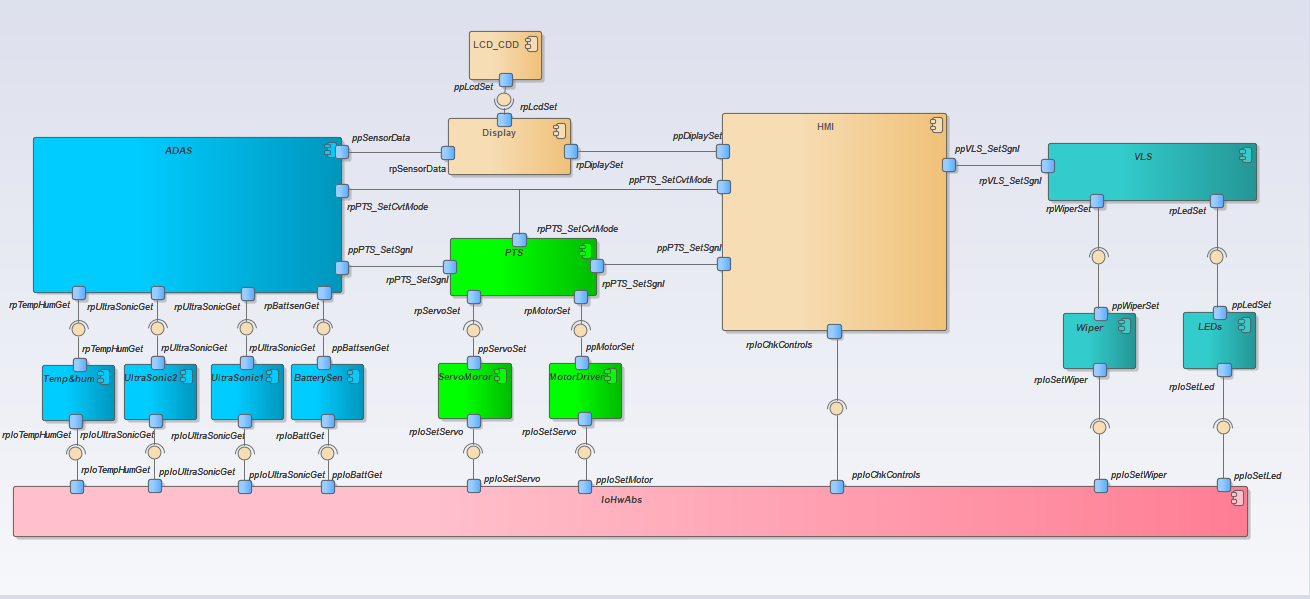 LCD_CDD
ppLcdSet
rpLcdSet
Display
HMI
ADAS
ppSensorData
rpSensorData
rpDiplaySet
ppDiplaySet
ppVLS_SetSgnl
rpVLS_SetSgnl
VLS
ppPTS_SetCvtMode
rpPTS_SetCvtMode
rpPTS_SetCvtMode
rpWiperSet
rpLedSet
ppPTS_SetSgnl
rpPTS_SetSgnl
PTS
rpPTS_SetSgnl
ppPTS_SetSgnl
rpTempHumGet
rpUltraSonicGet
rpUltraSonicGet
rpBattsenGet
rpServoSet
rpMotorSet
ppWiperSet
ppLedSet
Wiper
LEDs
rpTempHumGet
rpUltraSonicGet
rpUltraSonicGet
ppBattsenGet
ppServoSet
ppMotorSet
rpIoChkControls
Temp&hum
UltraSonic2
UltraSonic1
BatterySen
ServoMoror
MotorDriver
rpIoSetWiper
rpIoSetLed
rpIoTempHumGet
rpIoUltraSonicGet
rpIoUltraSonicGet
rpIoBattGet
rpIoSetServo
rpIoSetServo
rpIoTempHumGet
ppIoUltraSonicGet
ppIoUltraSonicGet
ppIoBattGet
ppIoSetServo
ppIoSetMotor
ppIoChkControls
ppIoSetWiper
ppIoSetLed
IoHwAbs